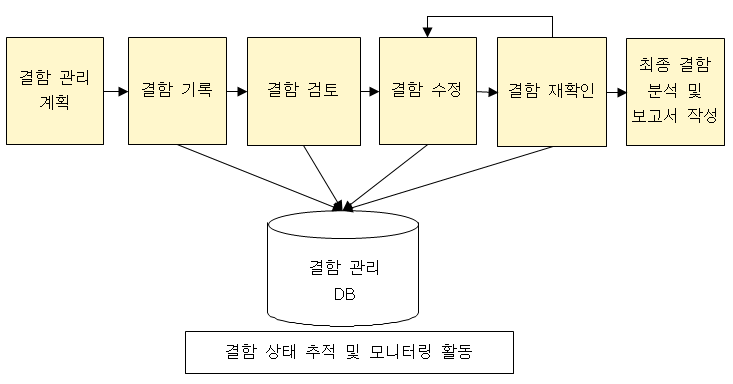 결함 관리
계획
결함 기록
결함 검토
결함 수정
결함 재확인
최종 결함
분석 및
보고서 작성
결함 관리
DB
결함 상태 추적 및 모니터링 활동